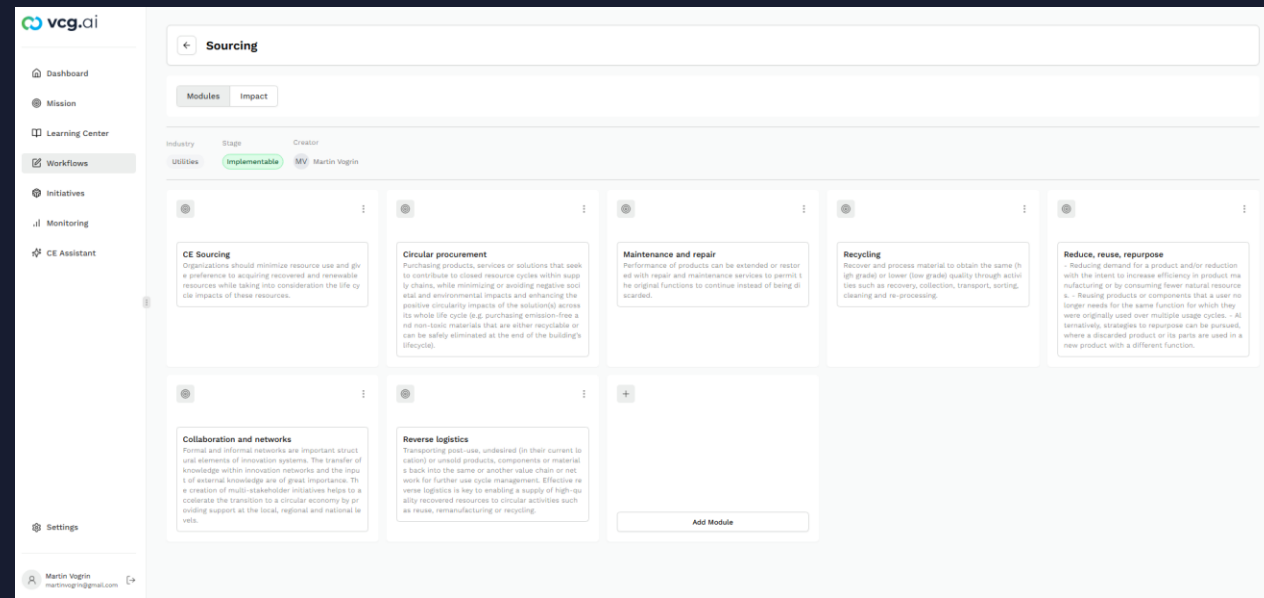 vcg.ai
Dashboard
Mission
Learning Center
Workflows
Initiatives
Monitoring
CE Assistant
Settings
Martin Vogrin
martinvogrin@gmail.com
Sourcing
Modules Impact
Industry Stage Creator
Utilities Implementable MV Martin Vogrin
CE Sourcing
Organizations should minimize resource use and giv
e preference to acquiring recovered and renewable
resources while taking into consideration the life cy
cle impacts of these resources.
Circular procurement
Purchasing products, services or solutions that seek
to contribute to closed resource cycles within supp
ly chains, while minimizing or avoiding negative soci
etal and environmental impacts and enhancing the
positive circularity impacts of the solution(s) across
its whole life cycle (e.g. purchasing emission-free a
nd non-toxic materials that are either recyclable or
can be safely eliminated at the end of the building's
lifecycle).
Maintenance and repair
Performance of products can be extended or restor
ed with repair and maintenance services to permit t
he original functions to continue instead of being di
scarded.
Recycling
Recover and process material to obtain the same (h
igh grade) or lower (low grade) quality through activi
ties such as recovery, collection, transport, sorting,
cleaning and re-processing.
Reduce, reuse, repurpose
- Reducing demand for a product and/or reduction
with the intent to increase efficiency in product ma
nufacturing or by consuming fewer natural resource
s. - Reusing products or components that a user no
longer needs for the same function for which they
were originally used over multiple usage cycles. - Al
ternatively, strategies to repurpose can be pursued,
where a discarded product or its parts are used in a
new product with a different function.
Collaboration and networks
Formal and informal networks are important struct
ural elements of innovation systems. The transfer of
knowledge within innovation networks and the inpu
t of external knowledge are of great importance. Th
e creation of multi-stakeholder initiatives helps to a
ccelerate the transition to a circular economy by pr
oviding support at the local, regional and national le
vels.
Reverse logistics
Transporting post-use, undesired (in their current lo
cation) or unsold products, components or material
s back into the same or another value chain or net
work for further use cycle management. Effective re
verse logistics is key to enabling a supply of high-qu
ality recovered resources to circular activities such
as reuse, remanufacturing or recycling.
Add Module